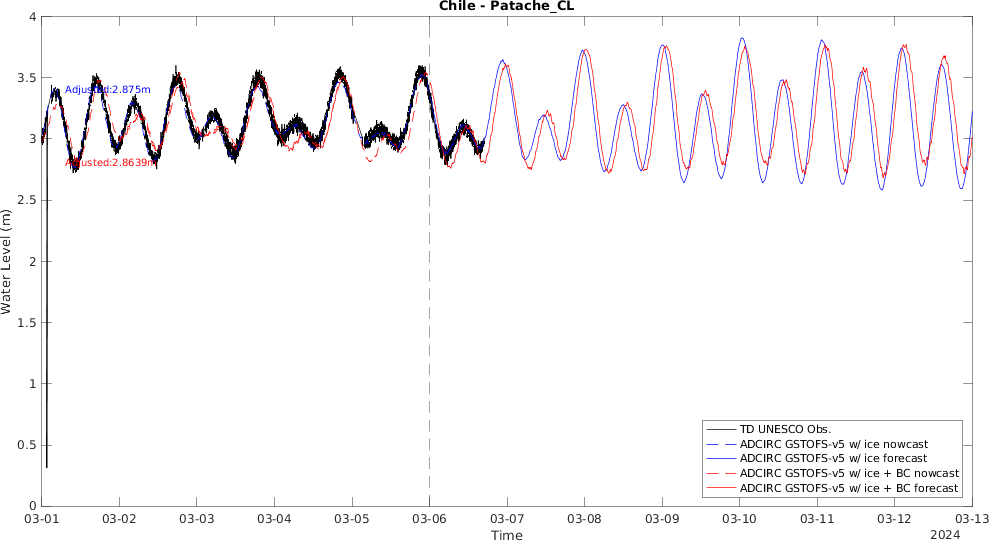 Chile - Patache_CL
4
3.5
3
2.5
2
1.5
1
0.5
0
Water Level (m)
Adjusted:2.875m
Adjusted:2.8639m
TD UNESCO Obs.
ADCIRC GSTOFS-v5 w/ ice nowcast
ADCIRC GSTOFS-v5 w/ ice forecast
ADCIRC GSTOFS-v5 w/ ice + BC nowcast
ADCIRC GSTOFS-v5 w/ ice + BC forecast
03-01 03-02 03-03 03-04 03-05 03-06 03-07 03-08 03-09 03-10 03-11 03-12 03-13
Time
2024